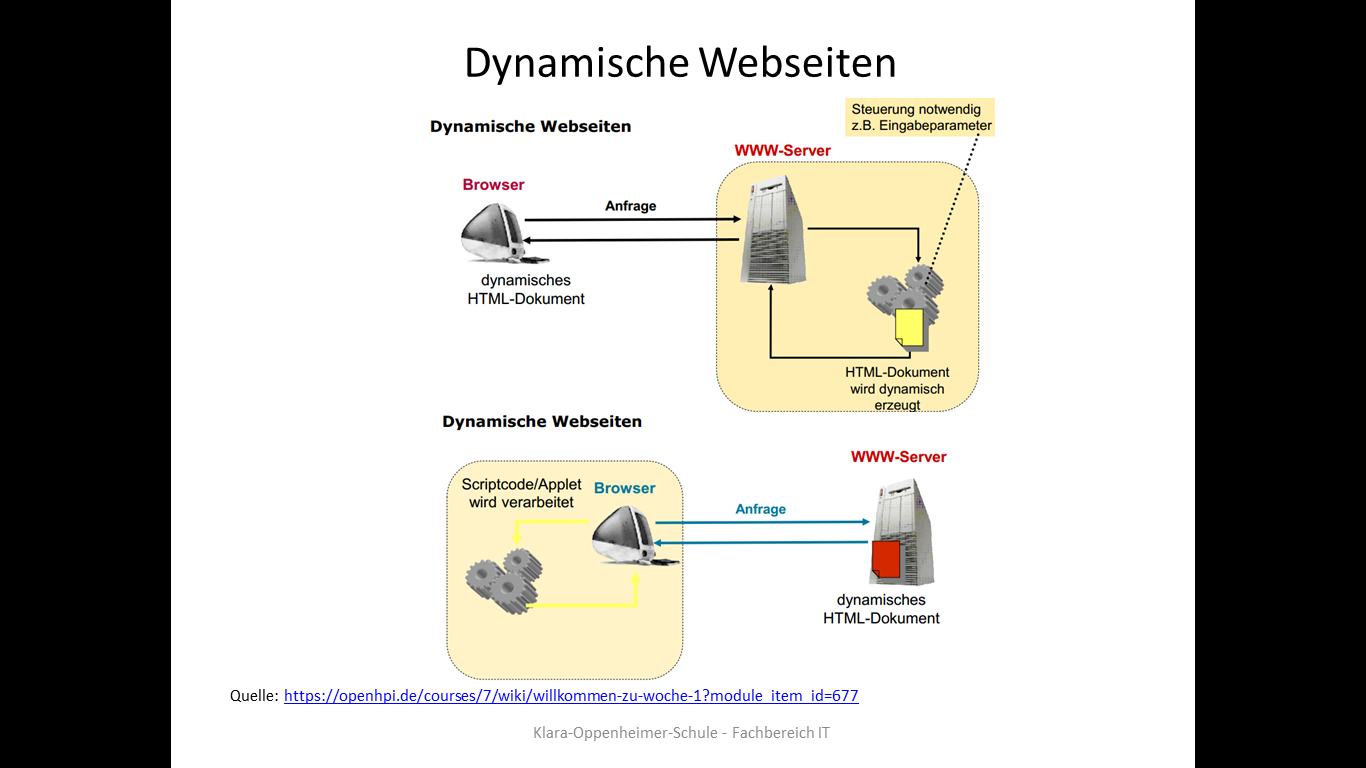 Dynamische Webseiten
Dynamische Webseiten
Steuerung notwendig
z.B. Eingabeparameter
WWW-Server
Browser
Anfrage
dynamisches
HTML-Dokument
HTML-Dokument
wird dynamisch
erzeugt
Dynamische Webseiten
WWW-Server
Scriptcode/Applet
wird verarbeitet
Browser
Anfrage
dynamisches
HTML-Dokument
Quelle: https://openhpi.de/courses/7/wiki/willkommen-zu-woche-1?module_item_id=677
Klara-Oppenheimer-Schule - Fachbereich IT